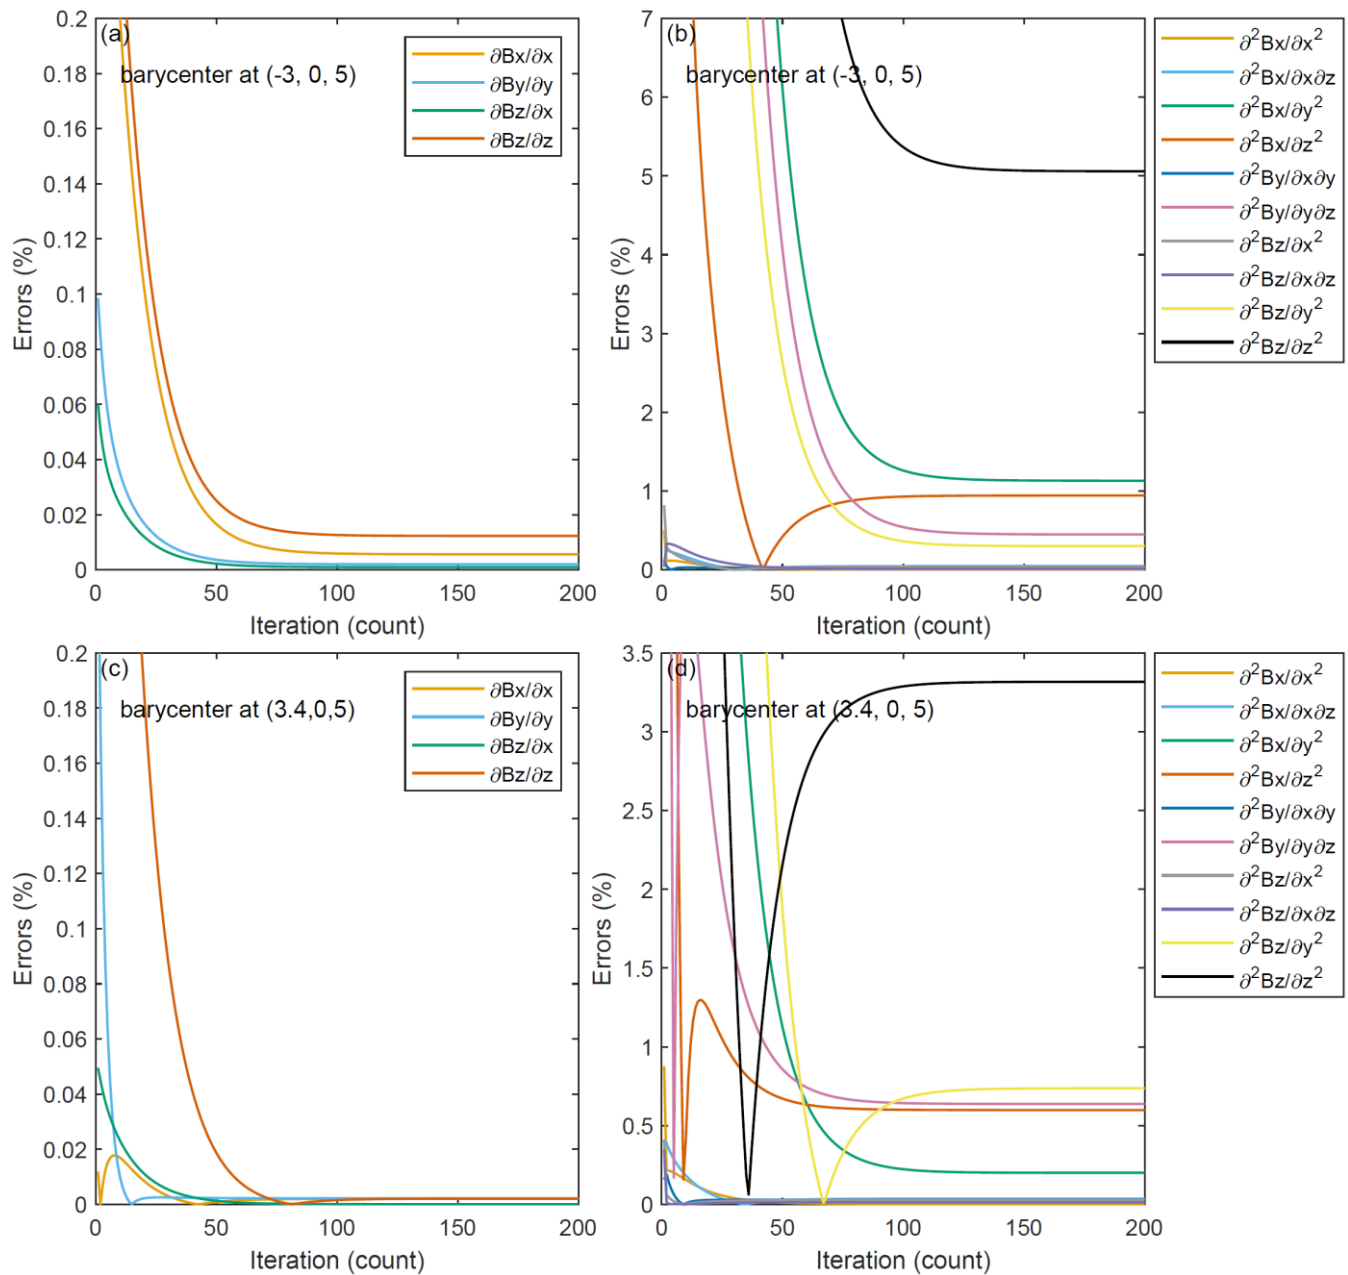 (a)
barycenter at (-3, 0, 5)
∂Bx/∂x
∂By/∂y
∂Bz/∂x
∂Bz/∂z
0.2
0.18
0.16
0.14
0.12
0.1
0.08
0.06
0.04
0.02
0
Errors (%)
0 50 100 150 200
Iteration (count)
(b)
barycenter at (-3, 0, 5)
7
6
5
4
3
2
1
0
Errors (%)
0 50 100 150 200
Iteration (count)
∂²Bx/∂x²
∂²Bx/∂x∂z
∂²Bx/∂y²
∂²Bx/∂z²
∂²By/∂x∂y
∂²By/∂y∂z
∂²Bz/∂x²
∂²Bz/∂x∂z
∂²Bz/∂y²
∂²Bz/∂z²
(c)
barycenter at (3.4,0,5)
∂Bx/∂x
∂By/∂y
∂Bz/∂x
∂Bz/∂z
0.2
0.18
0.16
0.14
0.12
0.1
0.08
0.06
0.04
0.02
0
Errors (%)
0 50 100 150 200
Iteration (count)
(d)
barycenter at (3.4, 0, 5)
3.5
3
2.5
2
1.5
1
0.5
0
Errors (%)
0 50 100 150 200
Iteration (count)
∂²Bx/∂x²
∂²Bx/∂x∂z
∂²Bx/∂y²
∂²Bx/∂z²
∂²By/∂x∂y
∂²By/∂y∂z
∂²Bz/∂x²
∂²Bz/∂x∂z
∂²Bz/∂y²
∂²Bz/∂z²